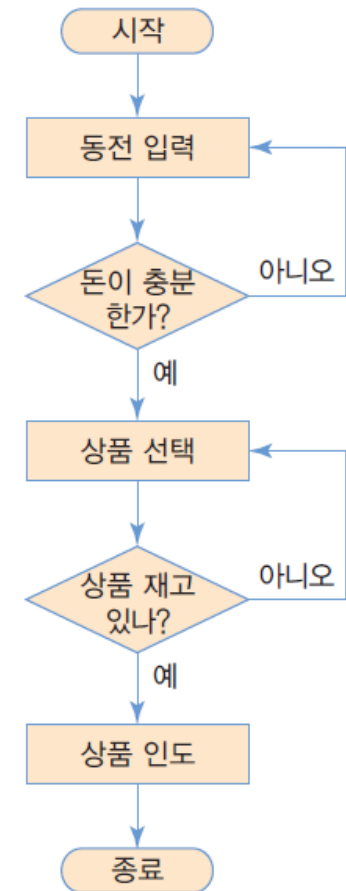 시작
동전 입력
돈이 충분
한가?
아니오
예
상품 선택
상품 재고
있나?
아니오
예
상품 인도
종료